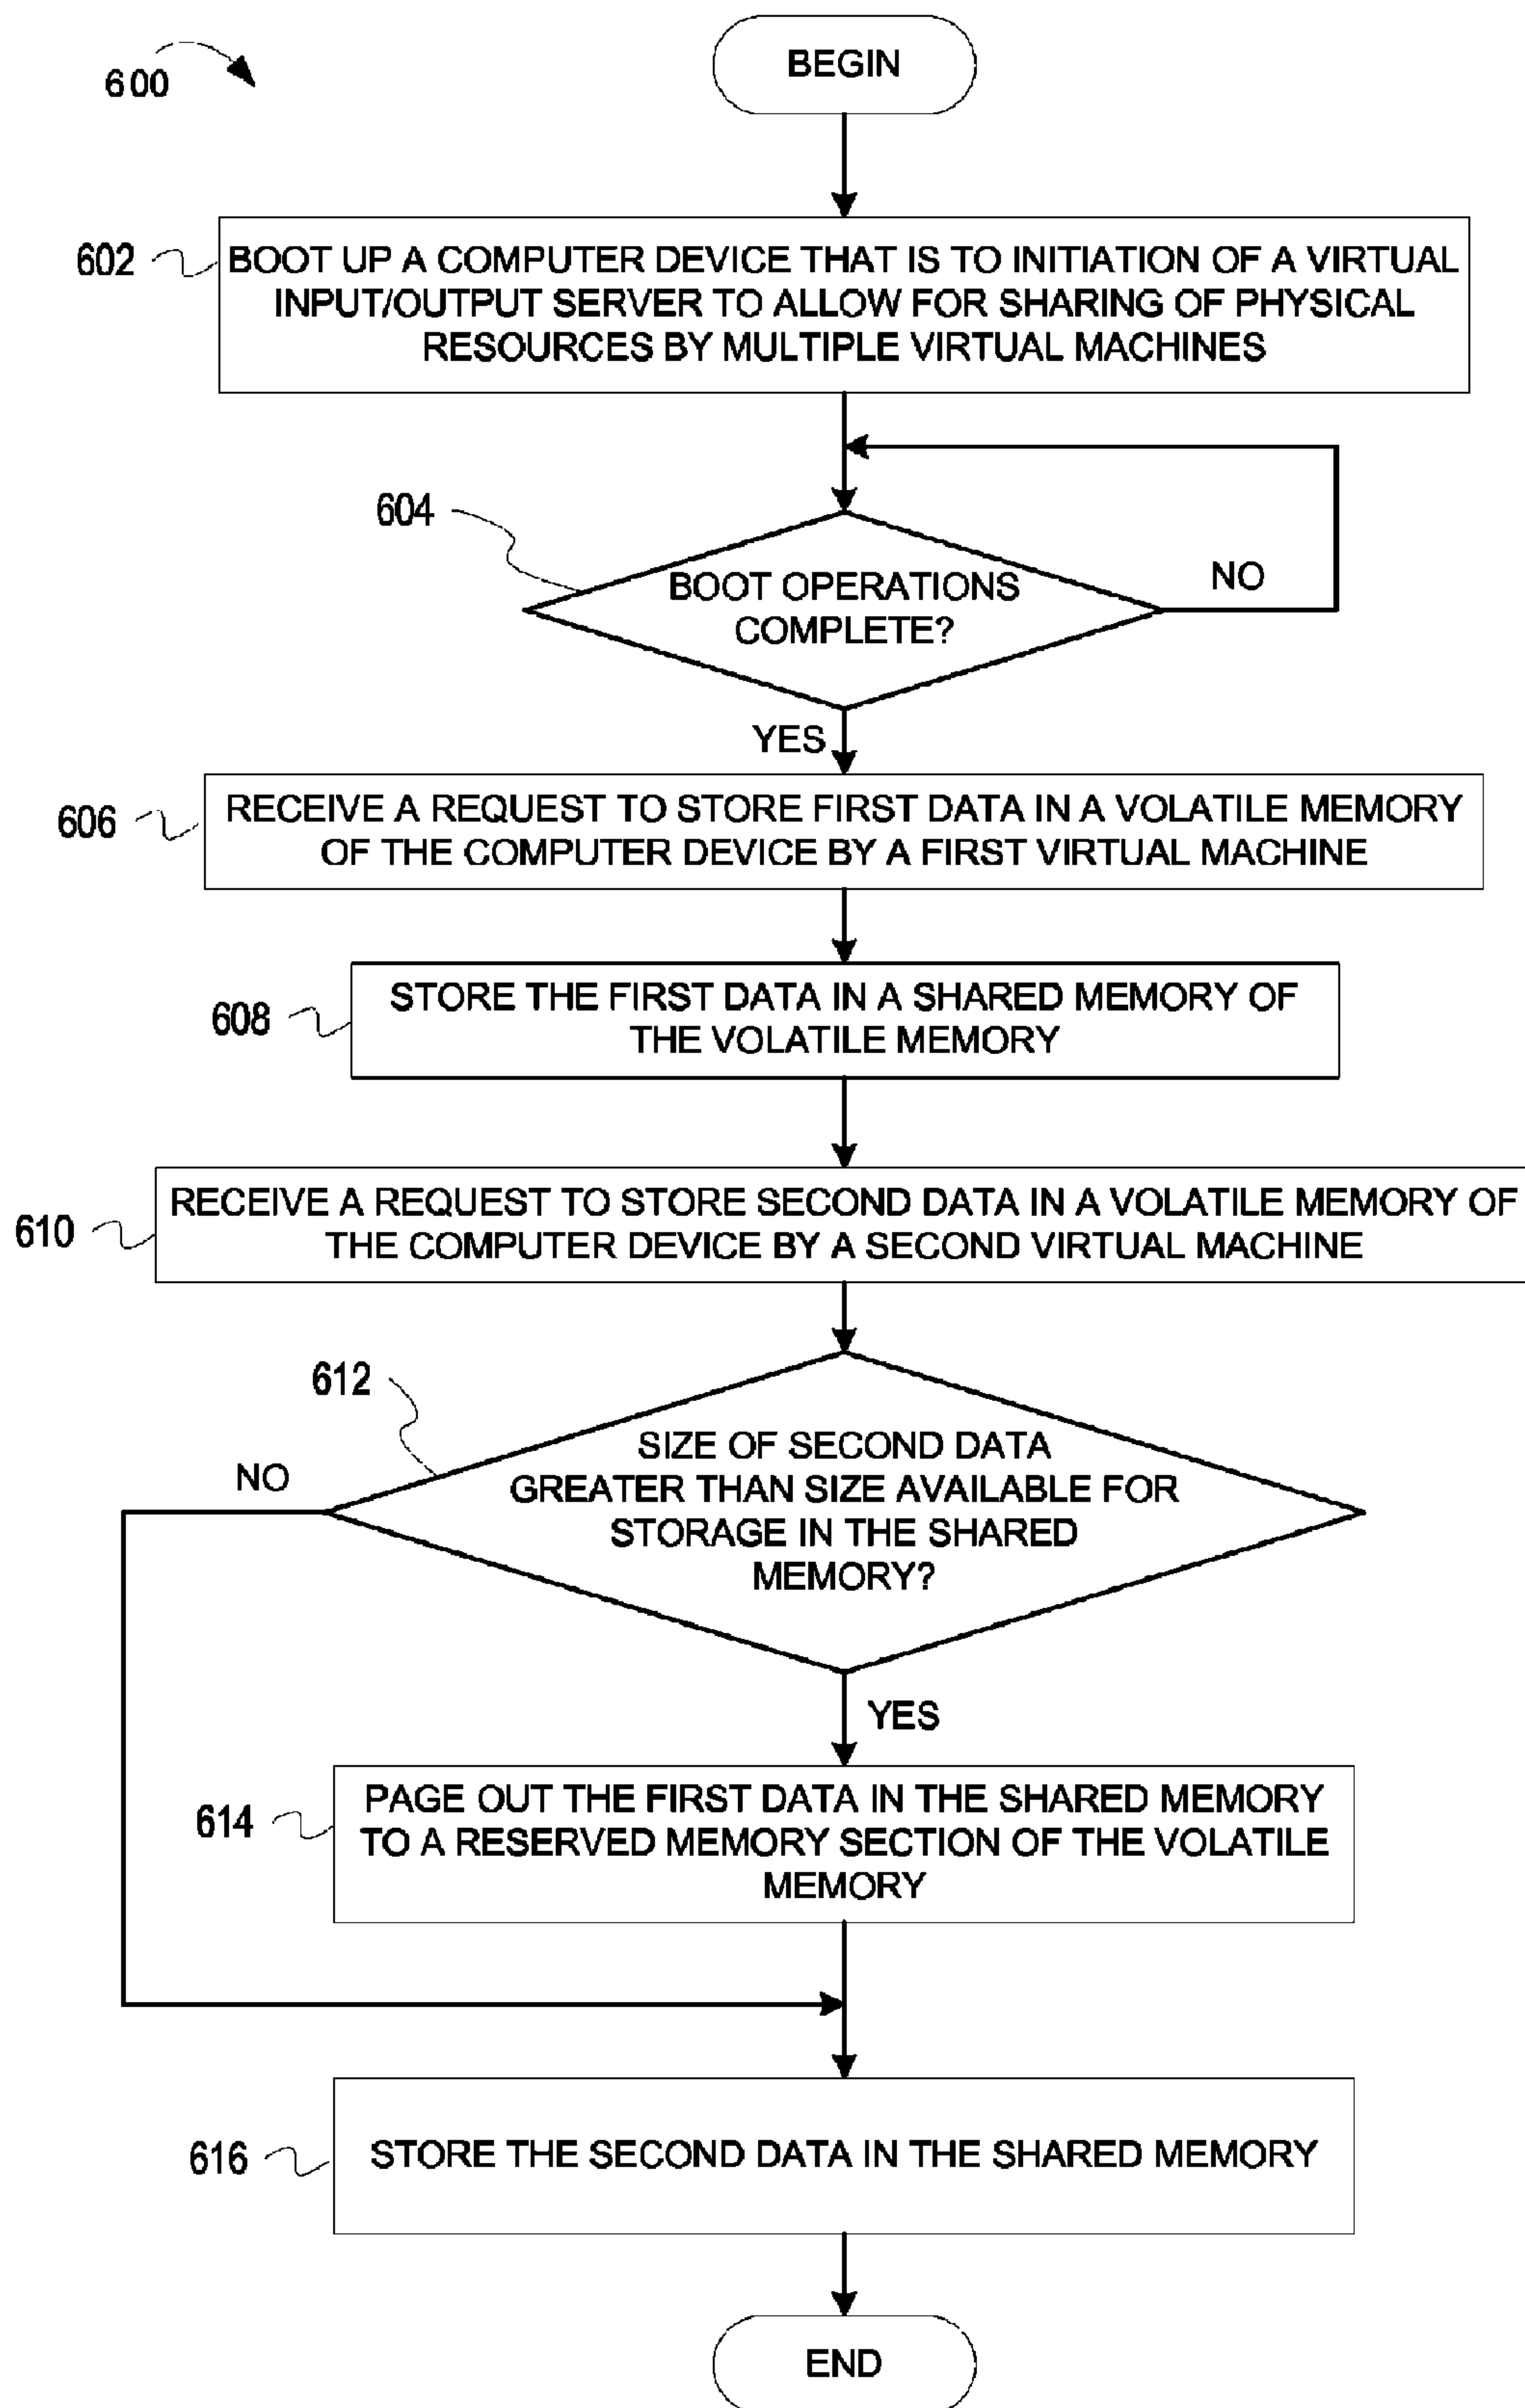 600
BEGIN
602
BOOT UP A COMPUTER DEVICE THAT IS TO INITIATION OF A VIRTUAL
INPUT/OUTPUT SERVER TO ALLOW FOR SHARING OF PHYSICAL
RESOURCES BY MULTIPLE VIRTUAL MACHINES
604
BOOT OPERATIONS
COMPLETE?
NO
YES
606
RECEIVE A REQUEST TO STORE FIRST DATA IN A VOLATILE MEMORY
OF THE COMPUTER DEVICE BY A FIRST VIRTUAL MACHINE
608
STORE THE FIRST DATA IN A SHARED MEMORY OF
THE VOLATILE MEMORY
610
RECEIVE A REQUEST TO STORE SECOND DATA IN A VOLATILE MEMORY OF
THE COMPUTER DEVICE BY A SECOND VIRTUAL MACHINE
612
NO
SIZE OF SECOND DATA
GREATER THAN SIZE AVAILABLE FOR
STORAGE IN THE SHARED
MEMORY?
YES
614
PAGE OUT THE FIRST DATA IN THE SHARED MEMORY
TO A RESERVED MEMORY SECTION OF THE VOLATILE
MEMORY
616
STORE THE SECOND DATA IN THE SHARED MEMORY
END